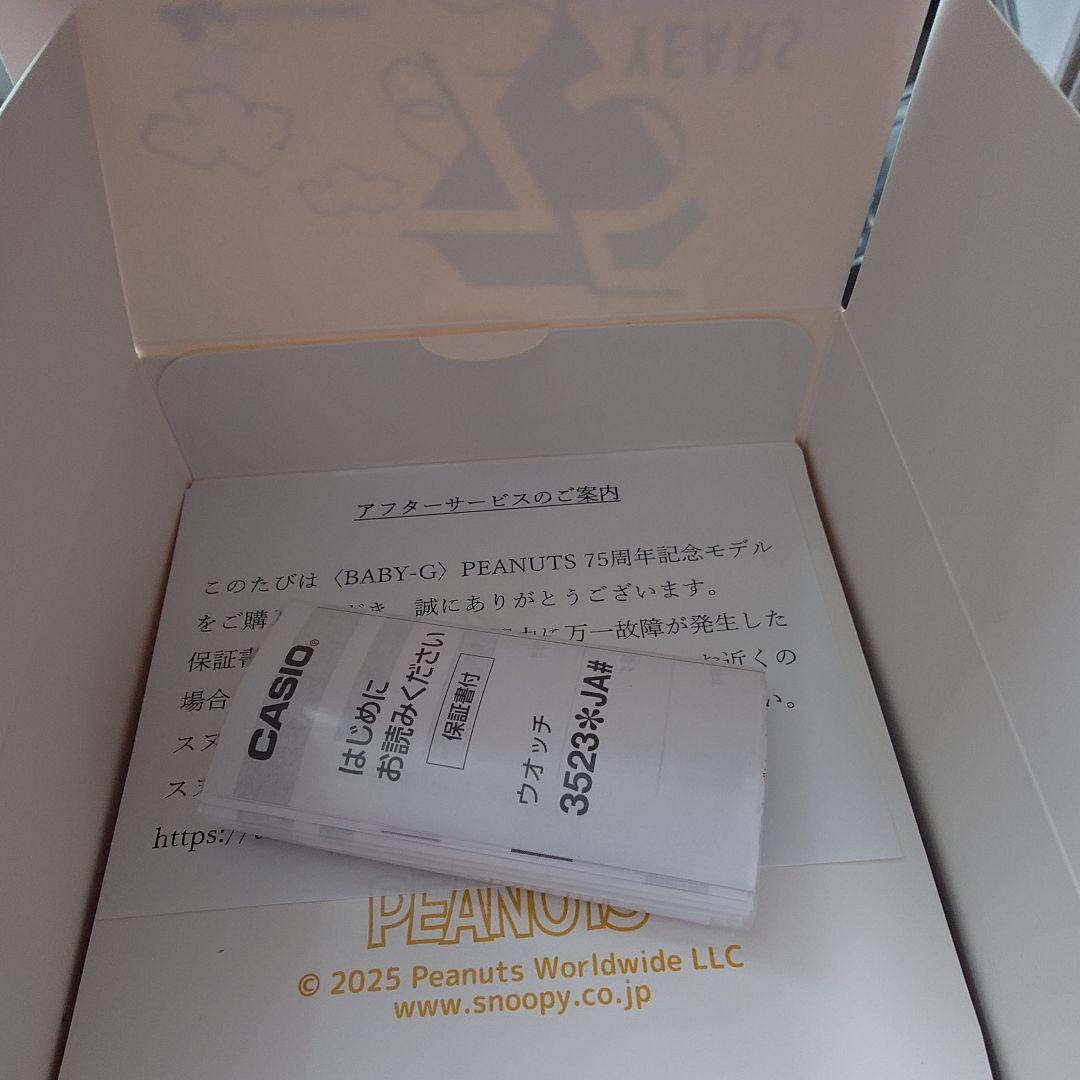 YEARS
アフターサービスのご案内
このたびは〈BABY-G〉PEANUTS 75周年記念モデル
をご購 誠にありがとうございます。
に万一故障が発生した
保証書 お近くの
場合 い。
スヌ
スヌ
https://
CASIO®
はじめに
お読みください
保証書付
ウオッチ
3523※JA#
PEANUTS
© 2025 Peanuts Worldwide LLC
www.snoopy.co.jp